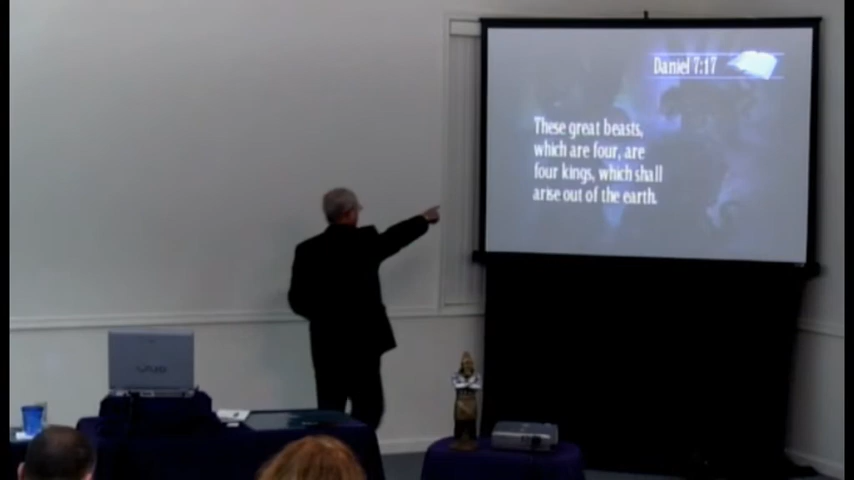 Daniel 7:17
These great beasts,
which are four, are
four kings, which shall
arise out of the earth.
VAIO